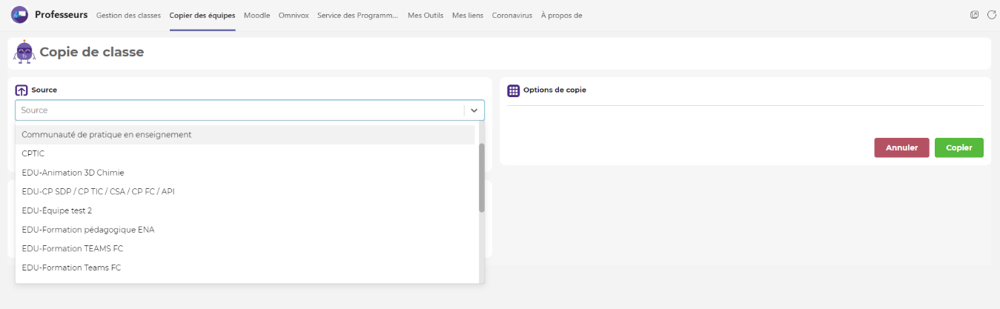 Professeurs Gestion des classes Copier des équipes Moodle Omnivox Service des Programm... Mes Outils Mes liens Coronavirus À propos de
Copie de classe
Source
Source
Communauté de pratique en enseignement
CPTIC
EDU-Animation 3D Chimie
EDU-CP SDP / CP TIC / CSA / CP FC / API
EDU-Équipe test 2
EDU-Formation pédagogique ENA
EDU-Formation TEAMS FC
EDU-Formation Teams FC
Options de copie
Annuler Copier